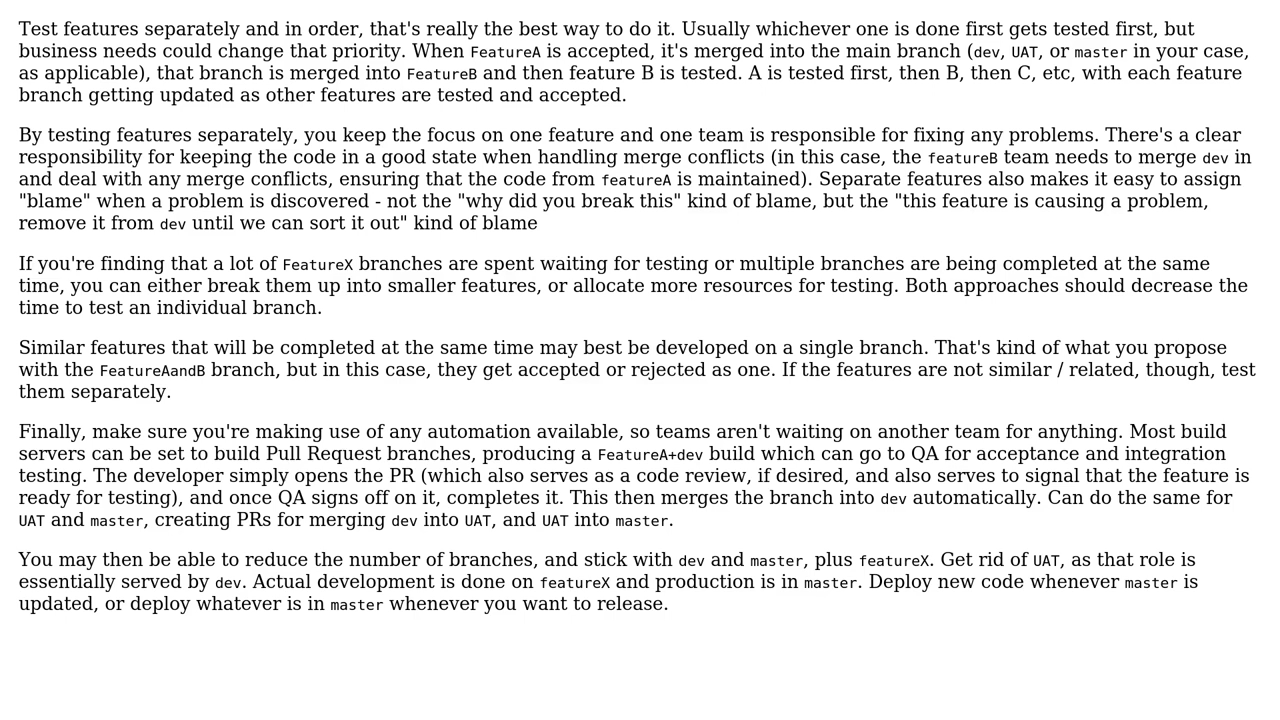 Test features separately and in order, that's really the best way to do it. Usually whichever one is done first gets tested first, but
business needs could change that priority. When FeatureA is accepted, it's merged into the main branch (dev, UAT, or master in your case,
as applicable), that branch is merged into FeatureB and then feature B is tested. A is tested first, then B, then C, etc, with each feature
branch getting updated as other features are tested and accepted.
By testing features separately, you keep the focus on one feature and one team is responsible for fixing any problems. There's a clear
responsibility for keeping the code in a good state when handling merge conflicts (in this case, the featureB team needs to merge dev in
and deal with any merge conflicts, ensuring that the code from featureA is maintained). Separate features also makes it easy to assign
"blame" when a problem is discovered - not the "why did you break this" kind of blame, but the "this feature is causing a problem,
remove it from dev until we can sort it out" kind of blame
If you're finding that a lot of FeatureX branches are spent waiting for testing or multiple branches are being completed at the same
time, you can either break them up into smaller features, or allocate more resources for testing. Both approaches should decrease the
time to test an individual branch.
Similar features that will be completed at the same time may best be developed on a single branch. That's kind of what you propose
with the FeatureAandB branch, but in this case, they get accepted or rejected as one. If the features are not similar / related, though, test
them separately.
Finally, make sure you're making use of any automation available, so teams aren't waiting on another team for anything. Most build
servers can be set to build Pull Request branches, producing a FeatureA+dev build which can go to QA for acceptance and integration
testing. The developer simply opens the PR (which also serves as a code review, if desired, and also serves to signal that the feature is
ready for testing), and once QA signs off on it, completes it. This then merges the branch into dev automatically. Can do the same for
UAT and master, creating PRs for merging dev into UAT, and UAT into master.
You may then be able to reduce the number of branches, and stick with dev and master, plus featureX. Get rid of UAT, as that role is
essentially served by dev. Actual development is done on featureX and production is in master. Deploy new code whenever master is
updated, or deploy whatever is in master whenever you want to release.